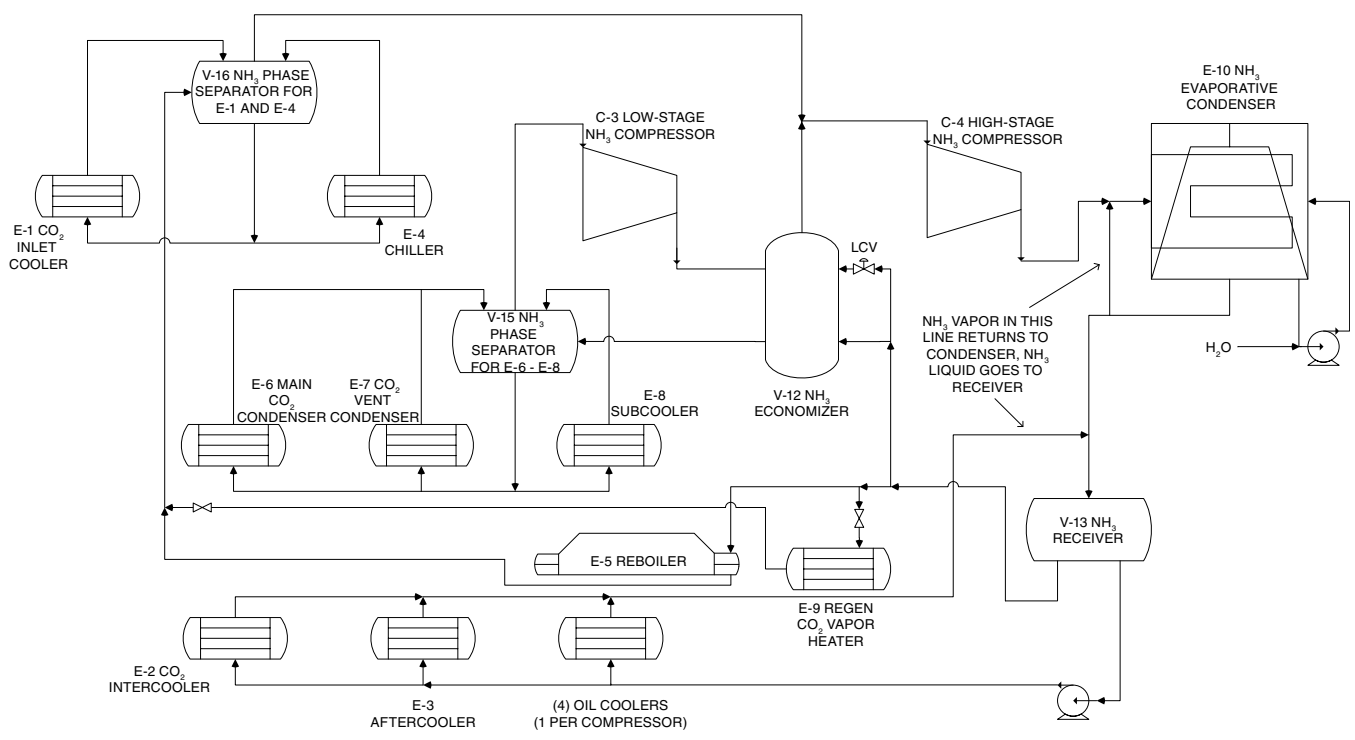 V-16 NH₃ PHASE
SEPARATOR FOR
E-1 AND E-4
E-1 CO₂
INLET
COOLER
E-4
CHILLER
C-3 LOW-STAGE
NH₃ COMPRESSOR
C-4 HIGH-STAGE
NH₃ COMPRESSOR
E-10 NH₃
EVAPORATIVE
CONDENSER
LCV
V-15 NH₃
PHASE
SEPARATOR
FOR E-6 - E-8
V-12 NH₃
ECONOMIZER
NH₃ VAPOR IN THIS
LINE RETURNS TO
CONDENSER, NH₃
LIQUID GOES TO
RECEIVER
H₂O
E-6 MAIN
CO₂
CONDENSER
E-7 CO₂
VENT
CONDENSER
E-8
SUBCOOLER
V-13 NH₃
RECEIVER
E-5 REBOILER
E-9 REGEN
CO₂ VAPOR
HEATER
E-2 CO₂
INTERCOOLER
E-3
AFTERCOOLER
(4) OIL COOLERS
(1 PER COMPRESSOR)